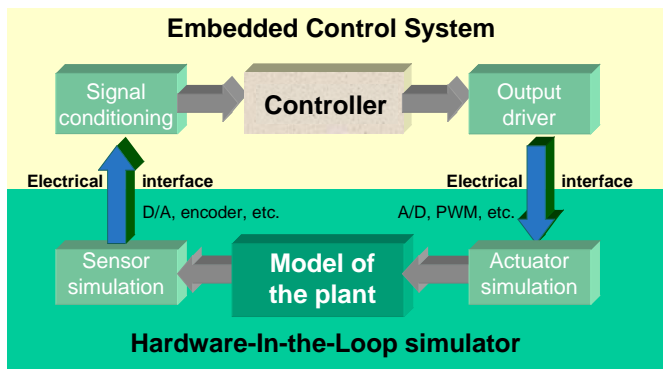 Embedded Control System
Signal
conditioning
Controller
Output
driver
Electrical interface
Electrical interface
D/A, encoder, etc.
A/D, PWM, etc.
Sensor
simulation
Model of
the plant
Actuator
simulation
Hardware-In-the-Loop simulator